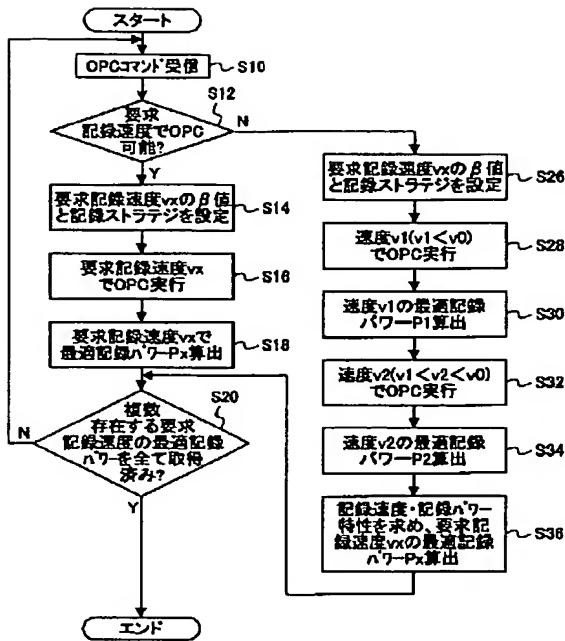 スタート
OPCコマンド受信
S10
S12
要求
記録速度でOPC
可能?
N
Y
要求記録速度vxのβ値
と記録ストラテジを設定
S14
要求記録速度vx
でOPC実行
S16
要求記録速度vxで
最適記録パワーPx算出
S18
S20
複数
存在する要求
記録速度の最適記録
パワーを全て取得
済み?
N
Y
エンド
要求記録速度vxのβ値
と記録ストラテジを設定
S26
速度v1(v1<v0)
でOPC実行
S28
速度v1の最適記録
パワーP1算出
S30
速度v2(v1<v2<v0)
でOPC実行
S32
速度v2の最適記録
パワーP2算出
S34
記録速度・記録パワー
特性を求め、要求記
録速度vxの最適記録
パワーPx算出
S36